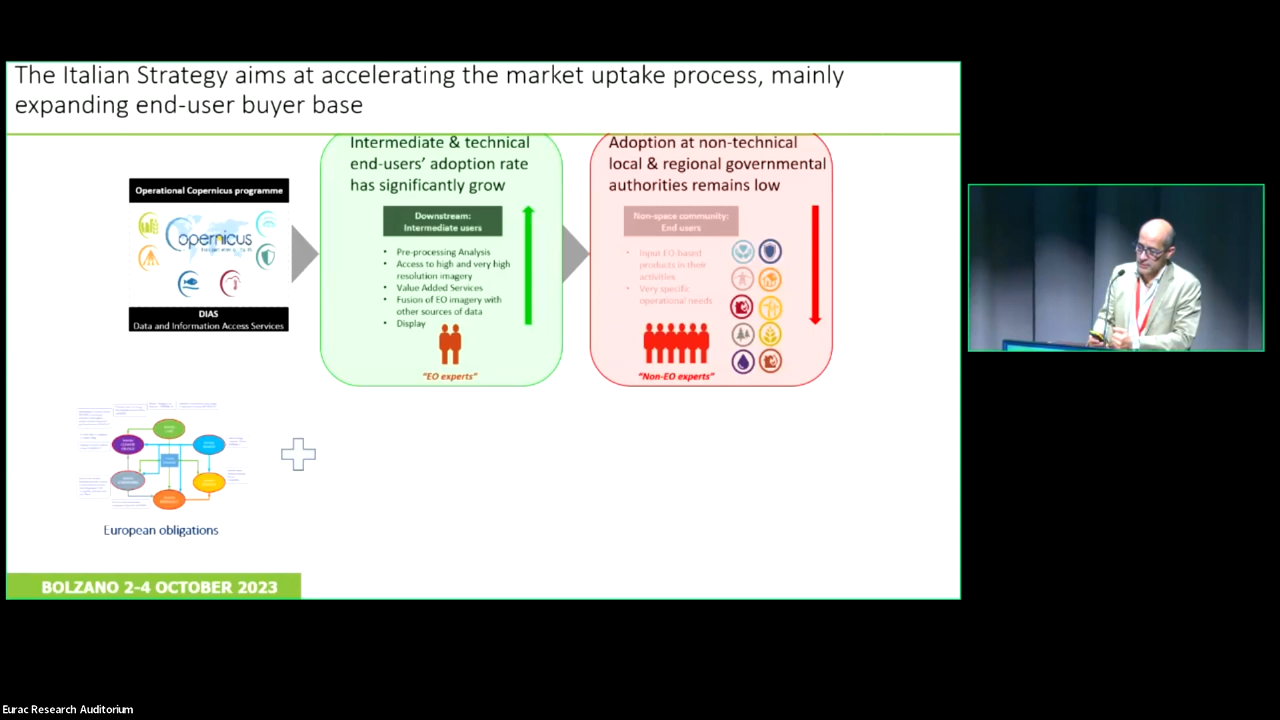 The Italian Strategy aims at accelerating the market uptake process, mainly
expanding end-user buyer base
Operational Copernicus programme
opernicus
DIAS
Data and Information Access Services
Intermediate & technical
end-users' adoption rate
has significantly grow
Downstream:
Intermediate users
• Pre-processing Analysis
• Access to high and very high
resolution imagery
• Value Added Services
• Fusion of EO imagery with
other sources of data
• Display
"EO experts"
Adoption at non-technical
local & regional governmental
authorities remains low
Non-space community:
End users
• Input EO-based
products in their
activities
• Very specific
operational needs
"Non-EO experts"
European obligations
BOLZANO 2-4 OCTOBER 2023
Eurac Research Auditorium